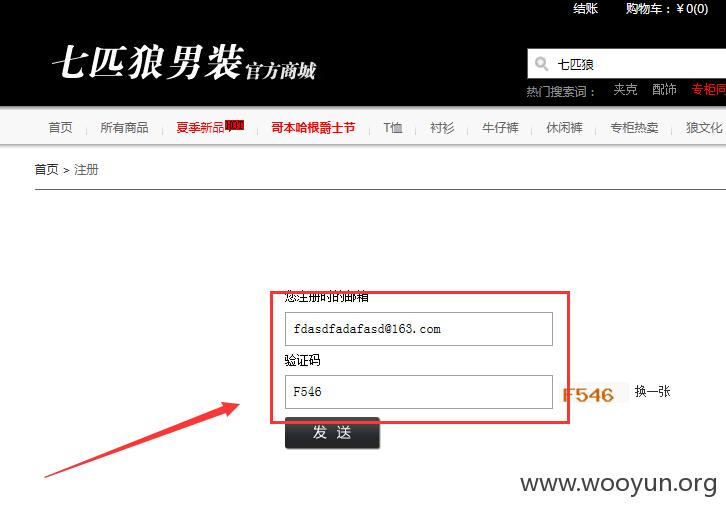 结账 购物车：￥0(0)
七匹狼男装官方商城
七匹狼
热门搜索词： 夹克 配饰 专柜同
首页 所有商品 夏季新品HOT 哥本哈根爵士节 T恤 衬衫 牛仔裤 休闲裤 专柜热卖 狼文化
首页 > 注册
您注册时的邮箱
fdasdfadafasd@163.com
验证码
F546 F546 换一张
发 送
www.wooyun.org